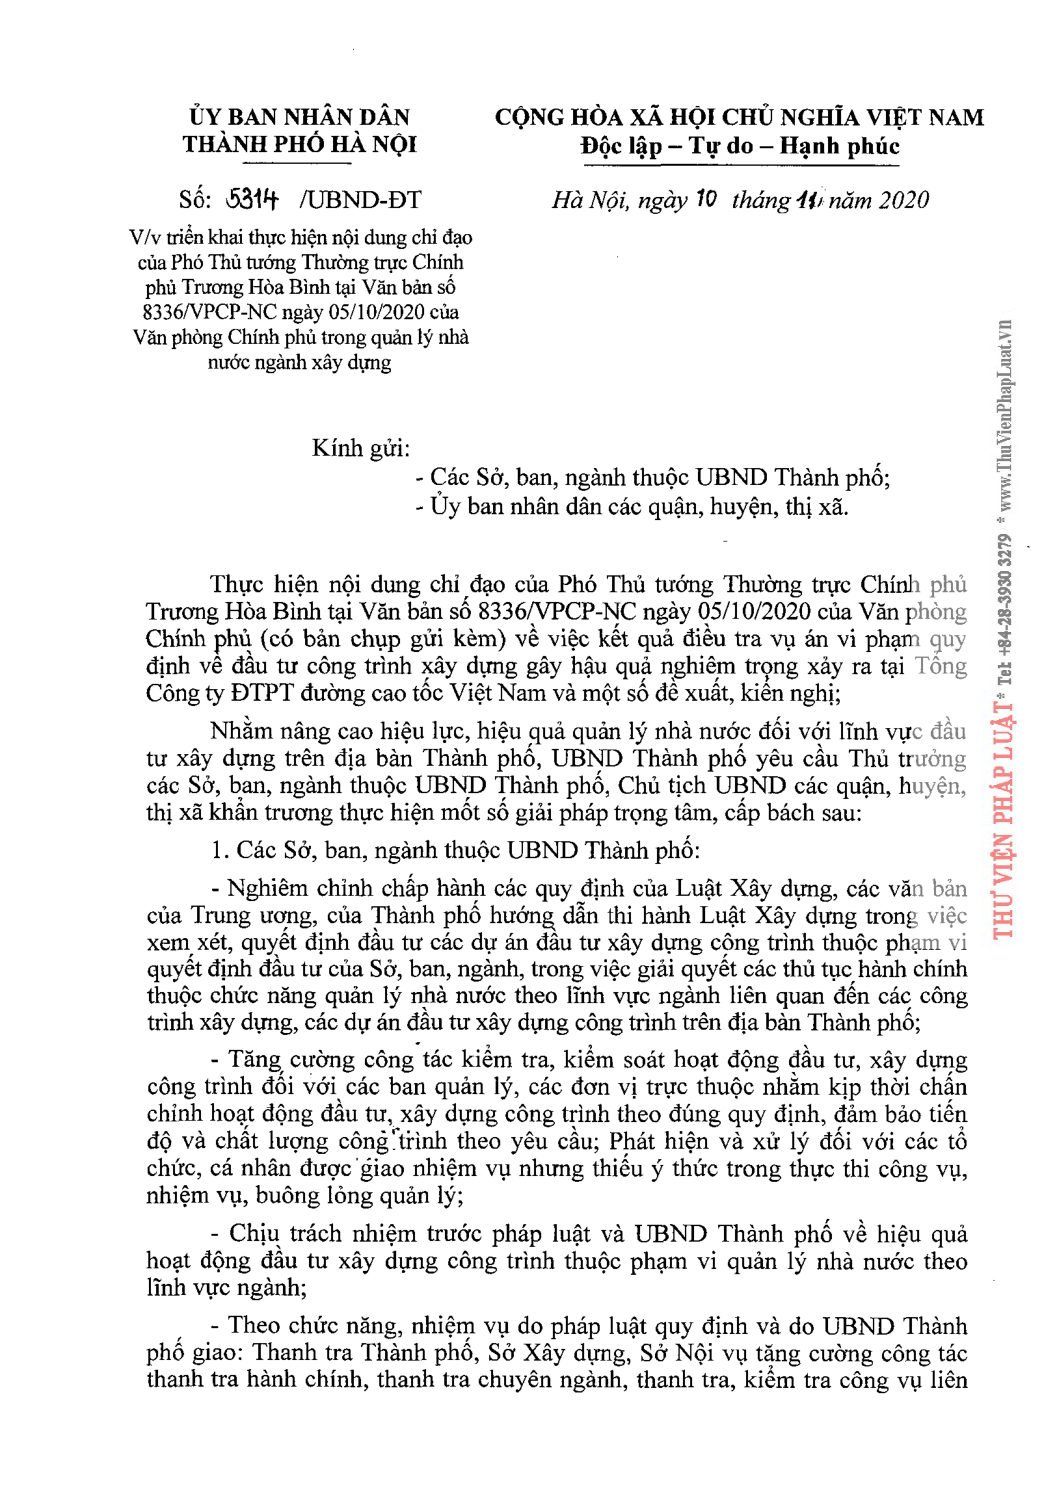 ỦY BAN NHÂN DÂN
THÀNH PHỐ HÀ NỘI
CỘNG HÒA XÃ HỘI CHỦ NGHĨA VIỆT NAM
Độc lập – Tự do – Hạnh phúc
Số: 5314 /UBND-ĐT
Hà Nội, ngày 10 tháng 11 năm 2020
V/v triển khai thực hiện nội dung chỉ đạo
của Phó Thủ tướng Thường trực Chính
phủ Trương Hòa Bình tại Văn bản số
8336/VPCP-NC ngày 05/10/2020 của
Văn phòng Chính phủ trong quản lý nhà
nước ngành xây dựng
Kính gửi:
- Các Sở, ban, ngành thuộc UBND Thành phố;
- Ủy ban nhân dân các quận, huyện, thị xã.
Thực hiện nội dung chỉ đạo của Phó Thủ tướng Thường trực Chính phủ
Trương Hòa Bình tại Văn bản số 8336/VPCP-NC ngày 05/10/2020 của Văn phòng
Chính phủ (có bản chụp gửi kèm) về việc kết quả điều tra vụ án vi phạm quy
định về đầu tư công trình xây dựng gây hậu quả nghiêm trọng xảy ra tại Tổng
Công ty ĐTPT đường cao tốc Việt Nam và một số đề xuất, kiến nghị;
Nhằm nâng cao hiệu lực, hiệu quả quản lý nhà nước đối với lĩnh vực đầu
tư xây dựng trên địa bàn Thành phố, UBND Thành phố yêu cầu Thủ trưởng
các Sở, ban, ngành thuộc UBND Thành phố, Chủ tịch UBND các quận, huyện,
thị xã khẩn trương thực hiện mốt số giải pháp trọng tâm, cấp bách sau:
1. Các Sở, ban, ngành thuộc UBND Thành phố:
- Nghiêm chỉnh chấp hành các quy định của Luật Xây dựng, các văn bản
của Trung ương, của Thành phố hướng dẫn thi hành Luật Xây dựng trong việc
xem xét, quyết định đầu tư các dự án đầu tư xây dựng công trình thuộc phạm vi
quyết định đầu tư của Sở, ban, ngành, trong việc giải quyết các thủ tục hành chính
thuộc chức năng quản lý nhà nước theo lĩnh vực ngành liên quan đến các công
trình xây dựng, các dự án đầu tư xây dựng công trình trên địa bàn Thành phố;
- Tăng cường công tác kiểm tra, kiểm soát hoạt động đầu tư, xây dựng
công trình đối với các ban quản lý, các đơn vị trực thuộc nhằm kịp thời chấn
chỉnh hoạt động đầu tư, xây dựng công trình theo đúng quy định, đảm bảo tiến
độ và chất lượng công trình theo yêu cầu; Phát hiện và xử lý đối với các tổ
chức, cá nhân được giao nhiệm vụ nhưng thiếu ý thức trong thực thi công vụ,
nhiệm vụ, buông lỏng quản lý;
- Chịu trách nhiệm trước pháp luật và UBND Thành phố về hiệu quả
hoạt động đầu tư xây dựng công trình thuộc phạm vi quản lý nhà nước theo
lĩnh vực ngành;
- Theo chức năng, nhiệm vụ do pháp luật quy định và do UBND Thành
phố giao: Thanh tra Thành phố, Sở Xây dựng, Sở Nội vụ tăng cường công tác
thanh tra hành chính, thanh tra chuyên ngành, thanh tra, kiểm tra công vụ liên
THƯ VIỆN PHÁP LUẬT * Tel: +84-28-3930 3279 * www.ThuVienPhapLuat.vn